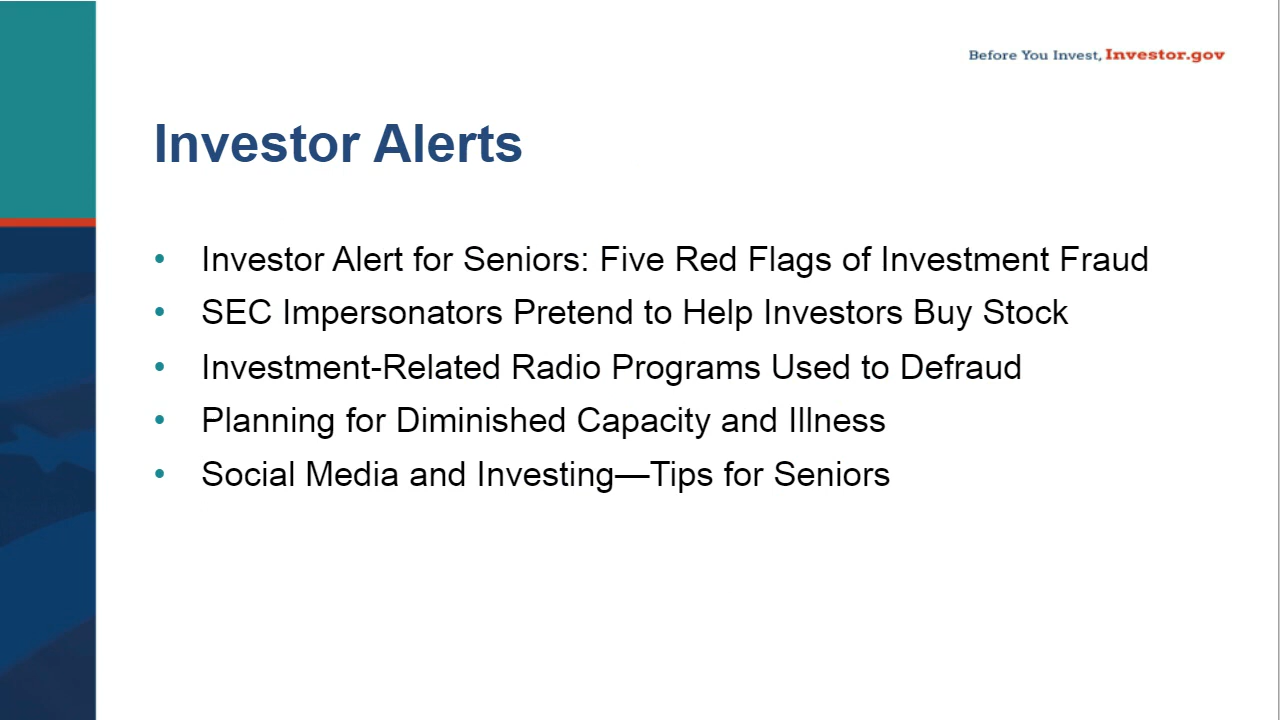 Before You Invest, Investor.gov
Investor Alerts
• Investor Alert for Seniors: Five Red Flags of Investment Fraud
• SEC Impersonators Pretend to Help Investors Buy Stock
• Investment-Related Radio Programs Used to Defraud
• Planning for Diminished Capacity and Illness
• Social Media and Investing—Tips for Seniors